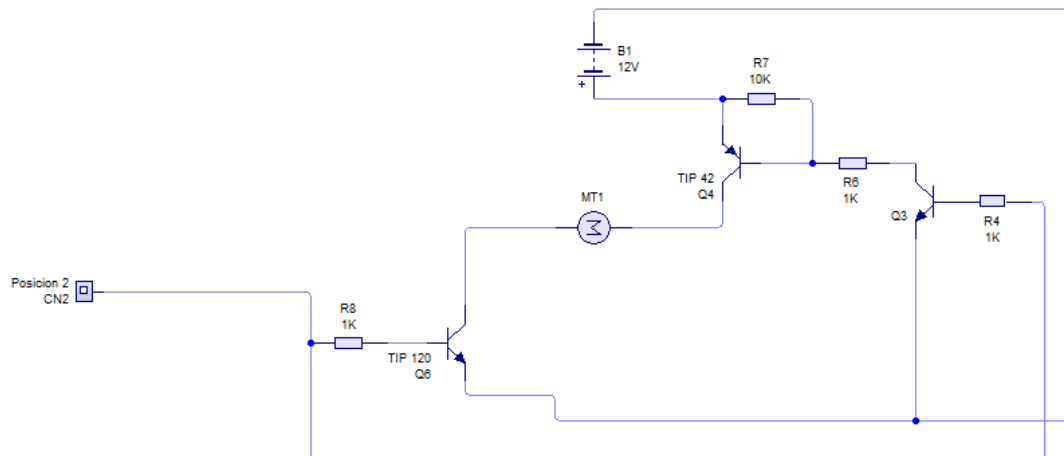 B1
12V
+
R7
10K
TIP 42
Q4
R6
1K
Q3
R4
1K
MT1
Posicion 2
CN2
R8
1K
TIP 120
Q6